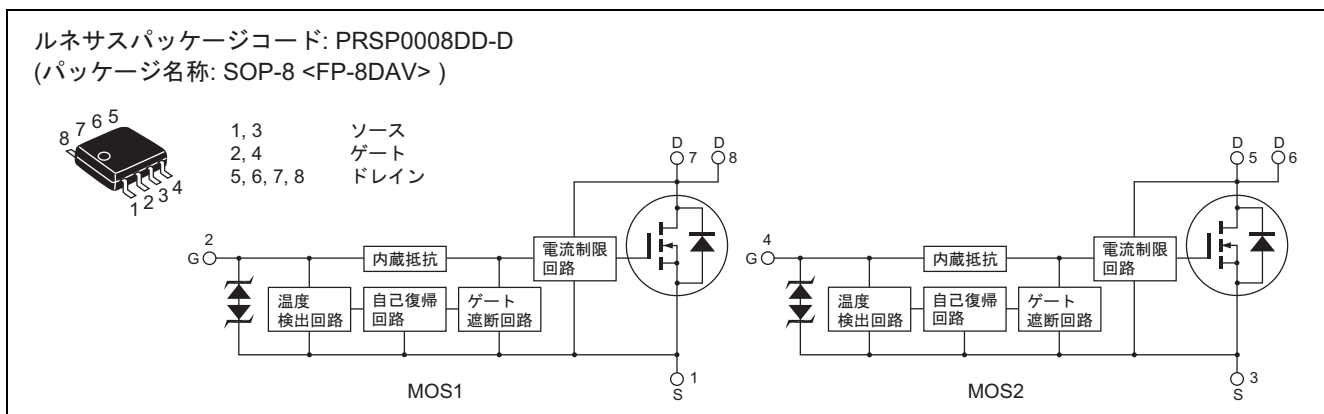 ルネサスパッケージコード: PRSP0008DD-D
(パッケージ名称: SOP-8 <FP-8DAV> )
8 7 6 5
1 2 3 4
1, 3 ソース
2, 4 ゲート
5, 6, 7, 8 ドレイン
D
7
D
8
2
G
内蔵抵抗
電流制限
回路
温度
検出回路
自己復帰
回路
ゲート
遮断回路
MOS1
1
S
D
5
D
6
4
G
内蔵抵抗
電流制限
回路
温度
検出回路
自己復帰
回路
ゲート
遮断回路
MOS2
3
S